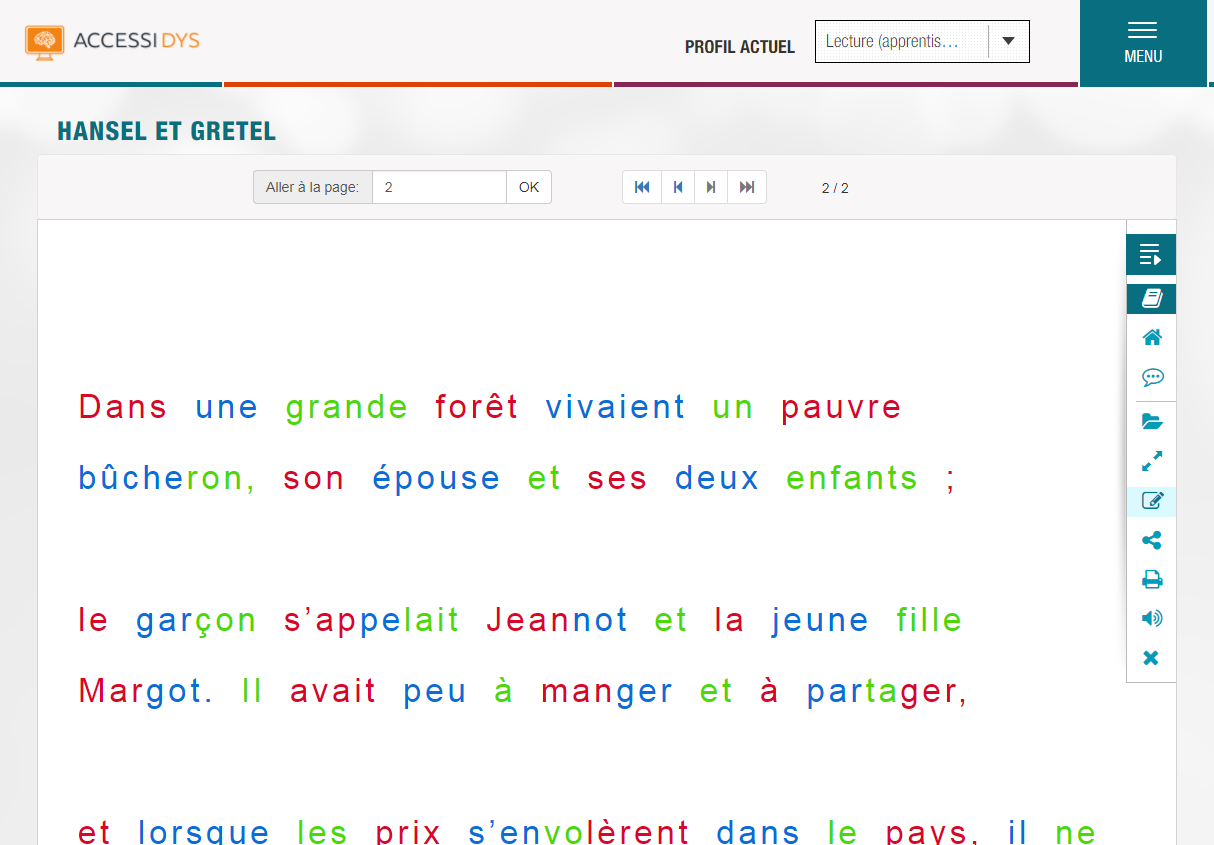 ACCESSIDYS
PROFIL ACTUEL
Lecture (apprentis…
MENU
HANSEL ET GRETEL
Aller à la page: 2 OK 2 / 2
Dans une grande forêt vivaient un pauvre
bûcheron, son épouse et ses deux enfants ;
le garçon s’appelait Jeannot et la jeune fille
Margot. Il avait peu à manger et à partager,
et lorsque les prix s’envolèrent dans le pays, il ne